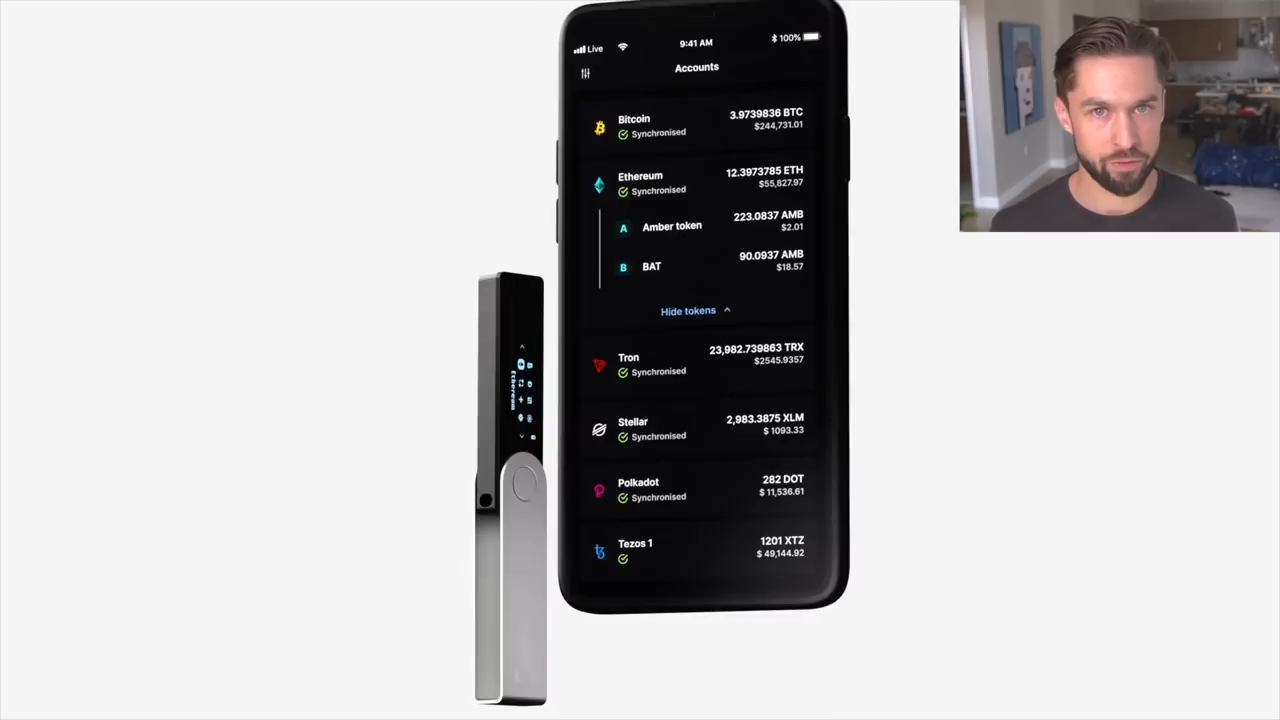 Live
9:41 AM
100%
Accounts
Bitcoin
3.9739836 BTC
Synchronised
$244,731.01
Ethereum
12.3973785 ETH
Synchronised
$55,827.97
A
Amber token
223.0837 AMB
$2.01
B
BAT
90.0937 AMB
$18.57
Hide tokens
Tron
23,982.739863 TRX
Synchronised
$2545.9357
Stellar
2,983.3875 XLM
Synchronised
$ 1093.33
Polkadot
282 DOT
Synchronised
$ 11,536.61
Tezos 1
1201 XTZ
$ 49,144.92
Ethereum